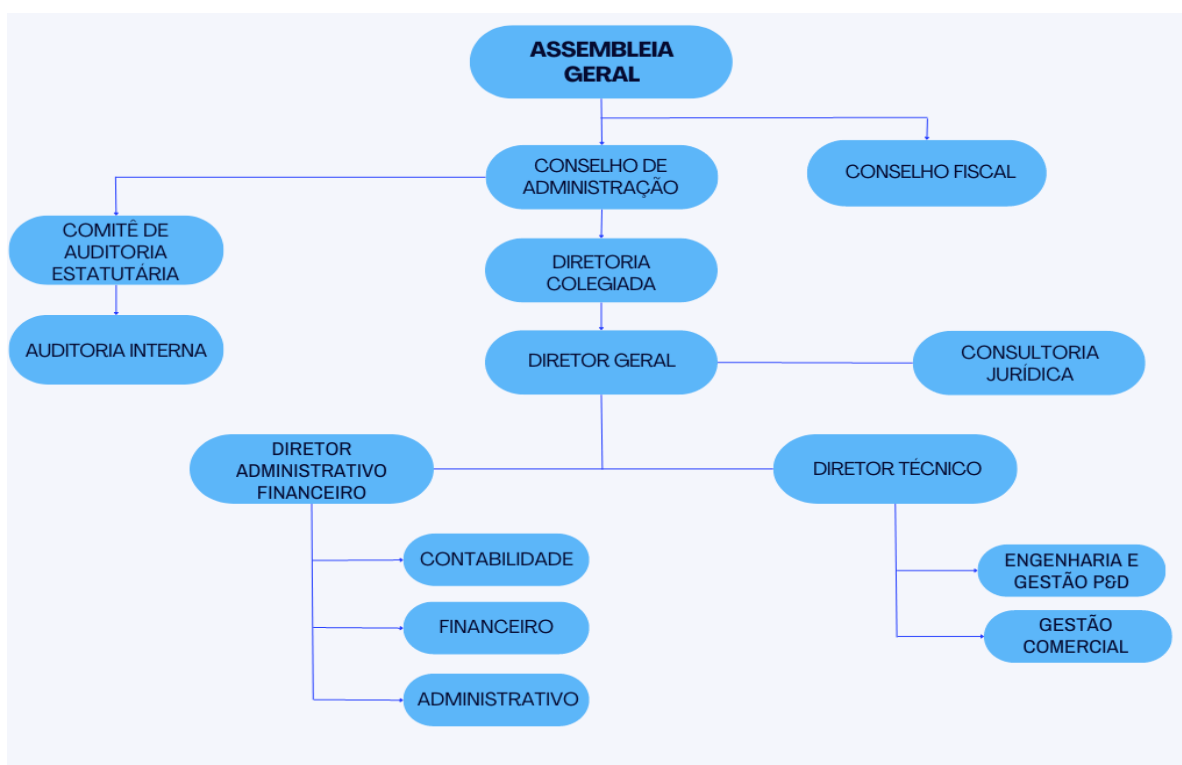 ASSEMBLEIA
GERAL
CONSELHO DE
ADMINISTRAÇÃO
CONSELHO FISCAL
COMITÊ DE
AUDITORIA
ESTATUTÁRIA
DIRETORIA
COLEGIADA
AUDITORIA INTERNA
DIRETOR GERAL
CONSULTORIA
JURÍDICA
DIRETOR
ADMINISTRATIVO
FINANCEIRO
DIRETOR TÉCNICO
CONTABILIDADE
FINANCEIRO
ADMINISTRATIVO
ENGENHARIA E
GESTÃO P&D
GESTÃO
COMERCIAL